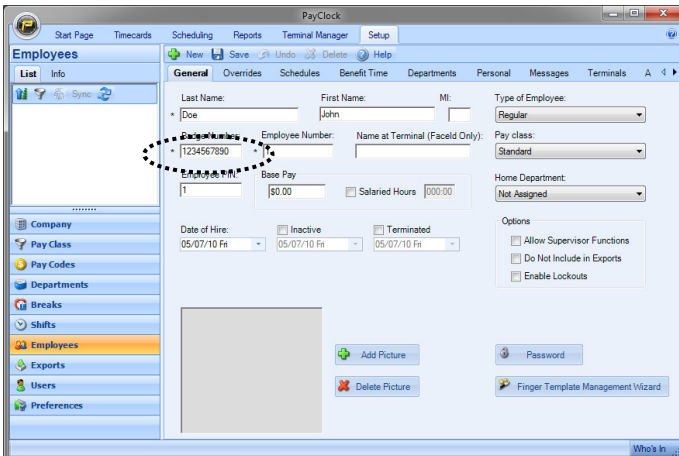 PayClock
Start Page Timecards Scheduling Reports Terminal Manager Setup
Employees New Save Undo Delete Help
List Info General Overrides Schedules Benefit Time Departments Personal Messages Terminals A
Sync
Last Name: First Name: MI: Type of Employee:
* Doe John Regular
Badge Number: Employee Number: Name at Terminal (FaceId Only): Pay class:
* 1234567890 * Standard
Employee PIN: Base Pay Home Department:
1 $0.00 Salaried Hours 000:00 Not Assigned
Company
Pay Class
Pay Codes
Departments
Breaks
Shifts
Employees
Exports
Users
Preferences
Date of Hire: Inactive Terminated
05/07/10 Fri 05/07/10 Fri 05/07/10 Fri
Options
Allow Supervisor Functions
Do Not Include in Exports
Enable Lockouts
Add Picture Password
Delete Picture Finger Template Management Wizard
Who's In